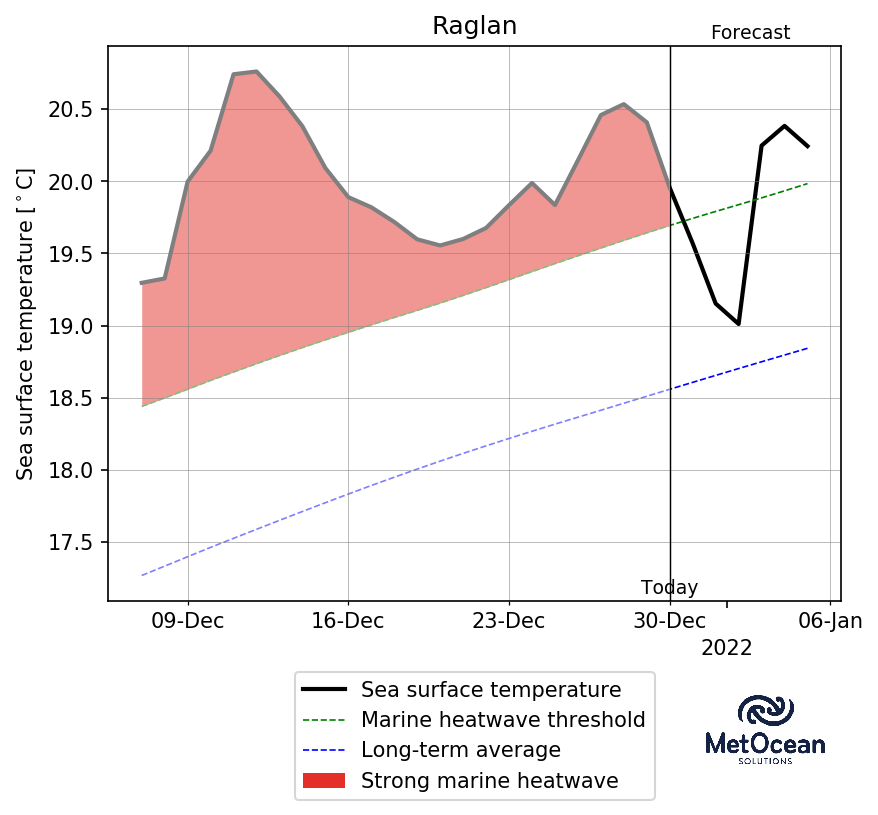 Raglan
Forecast
Sea surface temperature [°C]
20.5
20.0
19.5
19.0
18.5
18.0
17.5
Today
09-Dec 16-Dec 23-Dec 30-Dec 06-Jan
2022
Sea surface temperature
Marine heatwave threshold
Long-term average
Strong marine heatwave
MetOcean
SOLUTIONS